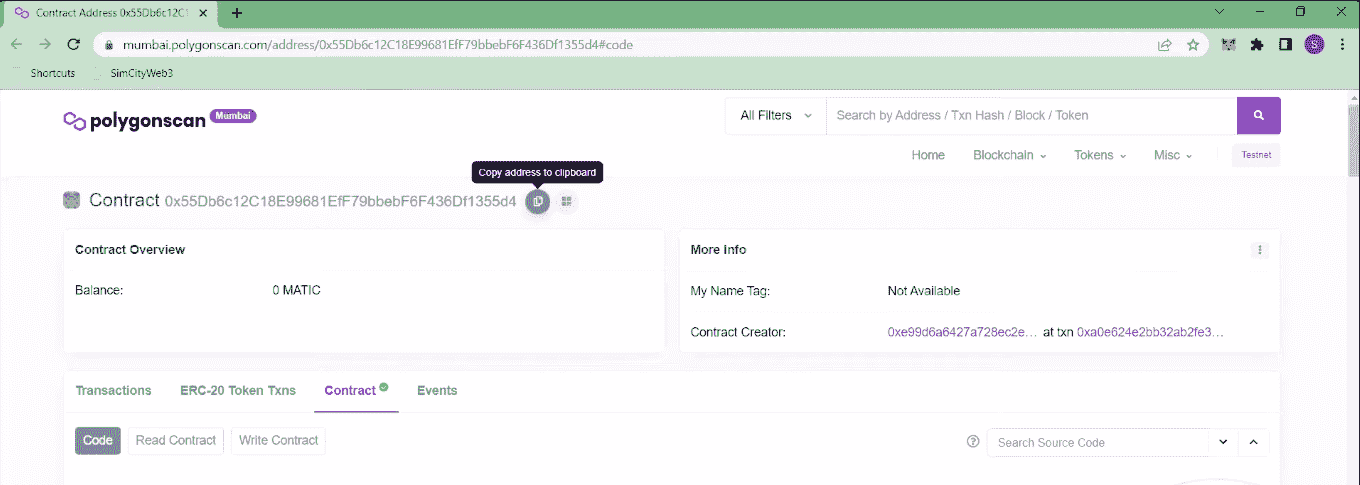 Contract Address 0x55Db6c12C1
mumbai.polygonscan.com/address/0x55Db6c12C18E99681EfF79bbebF6F436Df1355d4#code
S
Shortcuts SimCityWeb3
polygonscan Mumbai
All Filters Search by Address / Txn Hash / Block / Token
Home Blockchain Tokens Misc Testnet
Copy address to clipboard
Contract 0x55Db6c12C18E99681EfF79bbebF6F436Df1355d4
Contract Overview
Balance: 0 MATIC
More Info
My Name Tag: Not Available
Contract Creator: 0xe99d6a6427a728ec2e... at txn 0xa0e624e2bb32ab2fe3...
Transactions ERC-20 Token Txns Contract Events
Code Read Contract Write Contract
Search Source Code